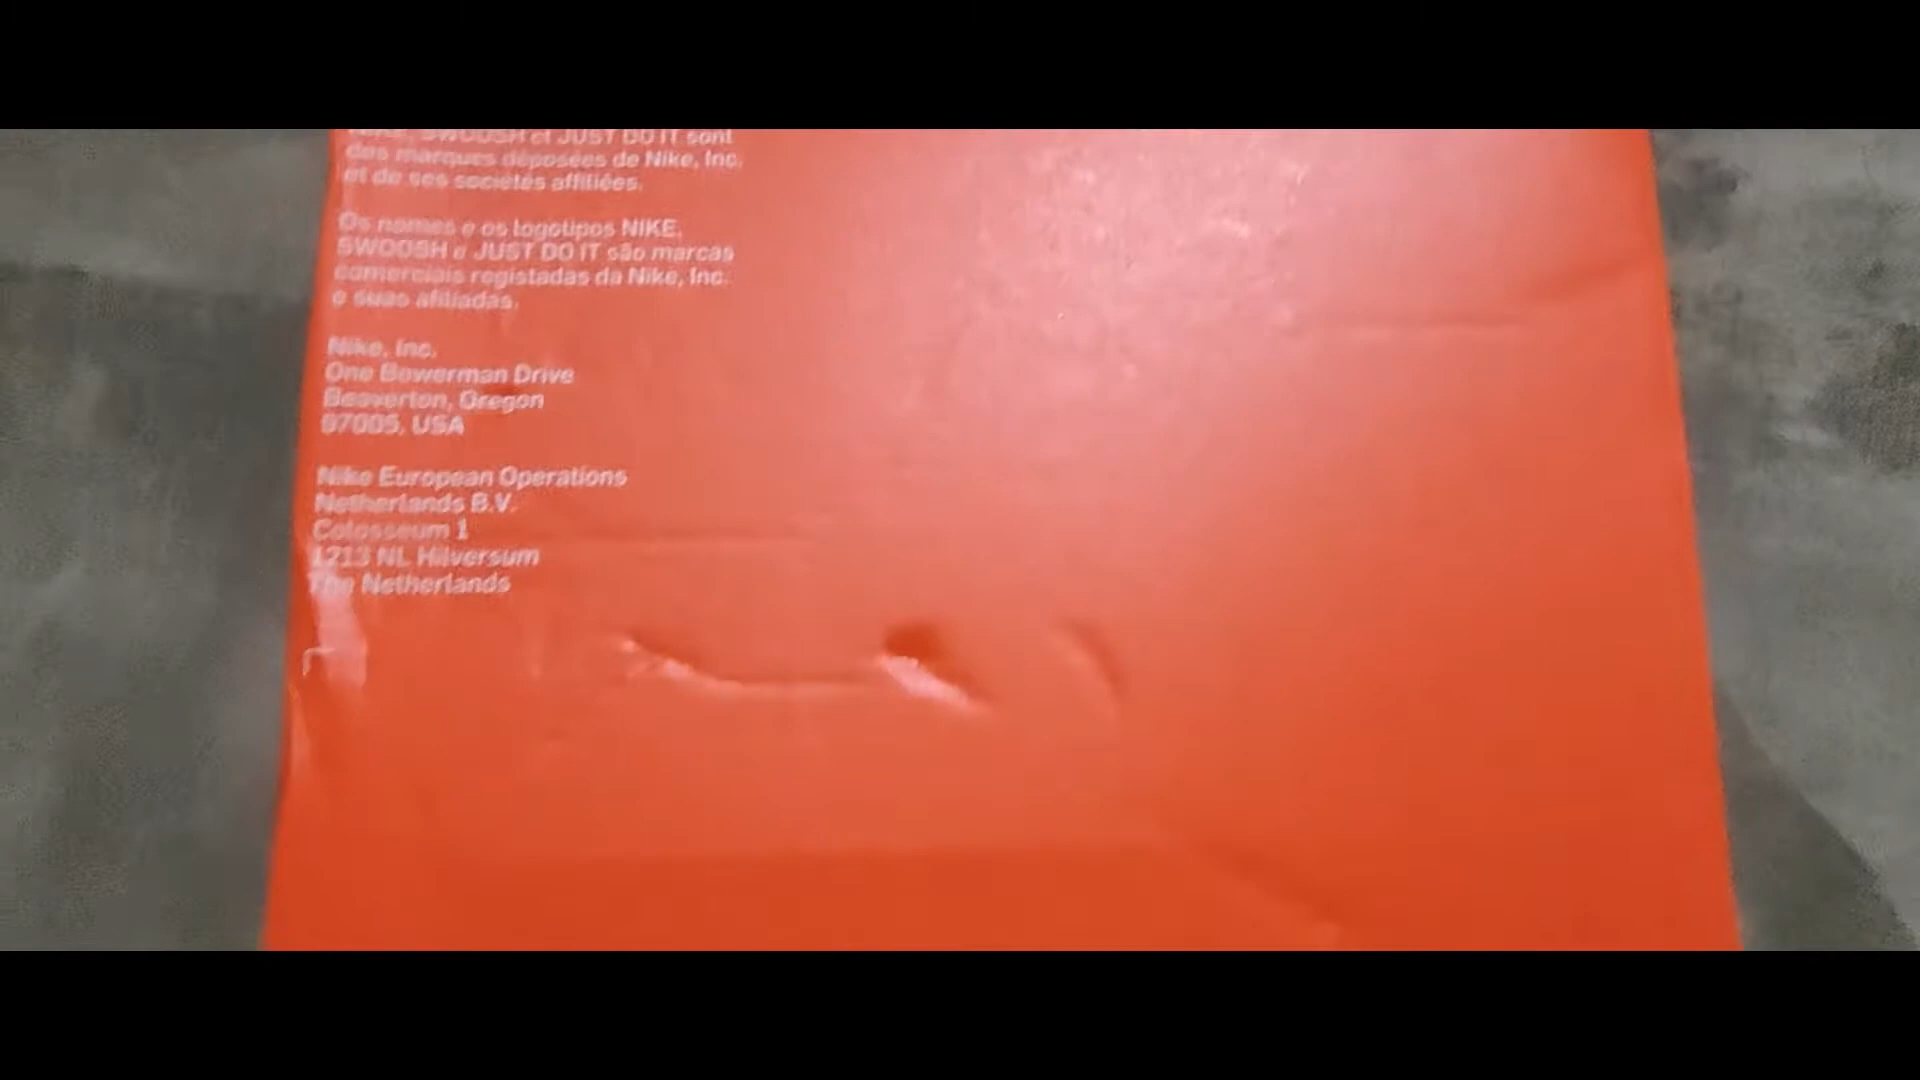 NIKE, SWOOSH et JUST DO IT sont
des marques déposées de Nike, Inc.
et de ses sociétés affiliées.
Os nomes e os logotipos NIKE,
SWOOSH e JUST DO IT são marcas
comerciais registadas da Nike, Inc.
e suas afiliadas.
Nike, Inc.
One Bowerman Drive
Beaverton, Oregon
97005, USA
Nike European Operations
Netherlands B.V.
Colosseum 1
1213 NL Hilversum
The Netherlands